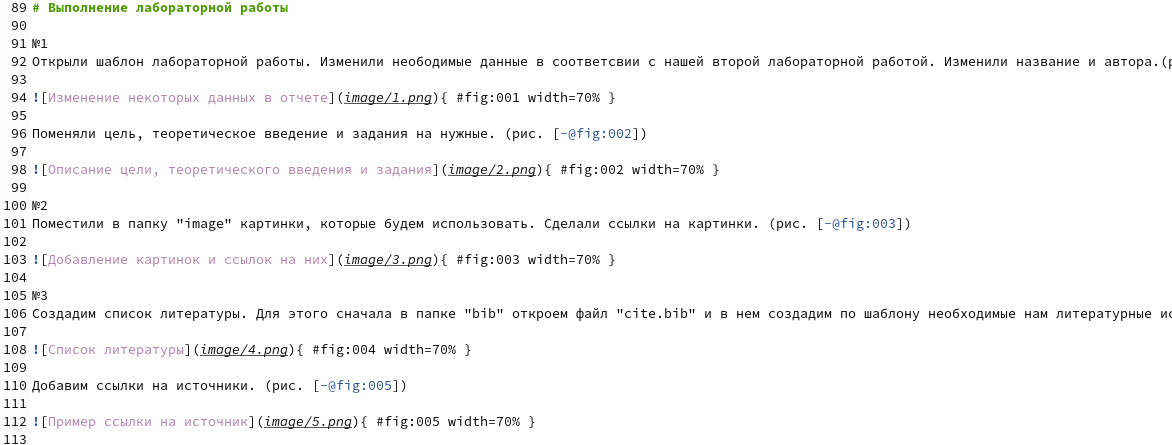 89 # Выполнение лабораторной работы
90
91 №1
92 Открыли шаблон лабораторной работы. Изменили неободимые данные в соответсвии с нашей второй лабораторной работой. Изменили название и автора.(
93
94 ![Изменение некоторых данных в отчете](image/1.png){ #fig:001 width=70% }
95
96 Поменяли цель, теоретическое введение и задания на нужные. (рис. [-@fig:002])
97
98 ![Описание цели, теоретического введения и задания](image/2.png){ #fig:002 width=70% }
99
100 №2
101 Поместили в папку "image" картинки, которые будем использовать. Сделали ссылки на картинки. (рис. [-@fig:003])
102
103 ![Добавление картинок и ссылок на них](image/3.png){ #fig:003 width=70% }
104
105 №3
106 Создадим список литературы. Для этого сначала в папке "bib" откроем файл "cite.bib" и в нем создадим по шаблону необходимые нам литературные
107
108 ![Список литературы](image/4.png){ #fig:004 width=70% }
109
110 Добавим ссылки на источники. (рис. [-@fig:005])
111
112 ![Пример ссылки на источник](image/5.png){ #fig:005 width=70% }
113